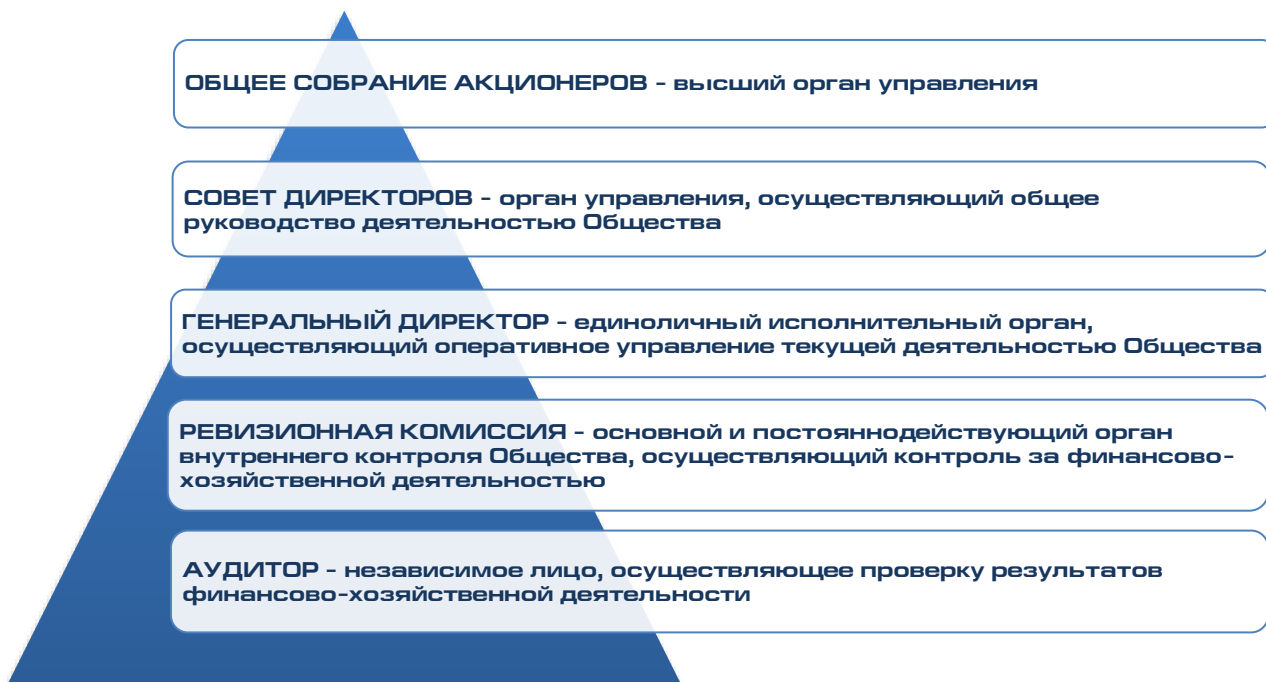 ОБЩЕЕ СОБРАНИЕ АКЦИОНЕРОВ - высший орган управления
СОВЕТ ДИРЕКТОРОВ - орган управления, осуществляющий общее
руководство деятельностью Общества
ГЕНЕРАЛЬНЫЙ ДИРЕКТОР - единоличный исполнительный орган,
осуществляющий оперативное управление текущей деятельностью Общества
РЕВИЗИОННАЯ КОМИССИЯ - основной и постояннодействующий орган
внутреннего контроля Общества, осуществляющий контроль за финансово-
хозяйственной деятельностью
АУДИТОР - независимое лицо, осуществляющее проверку результатов
финансово-хозяйственной деятельности